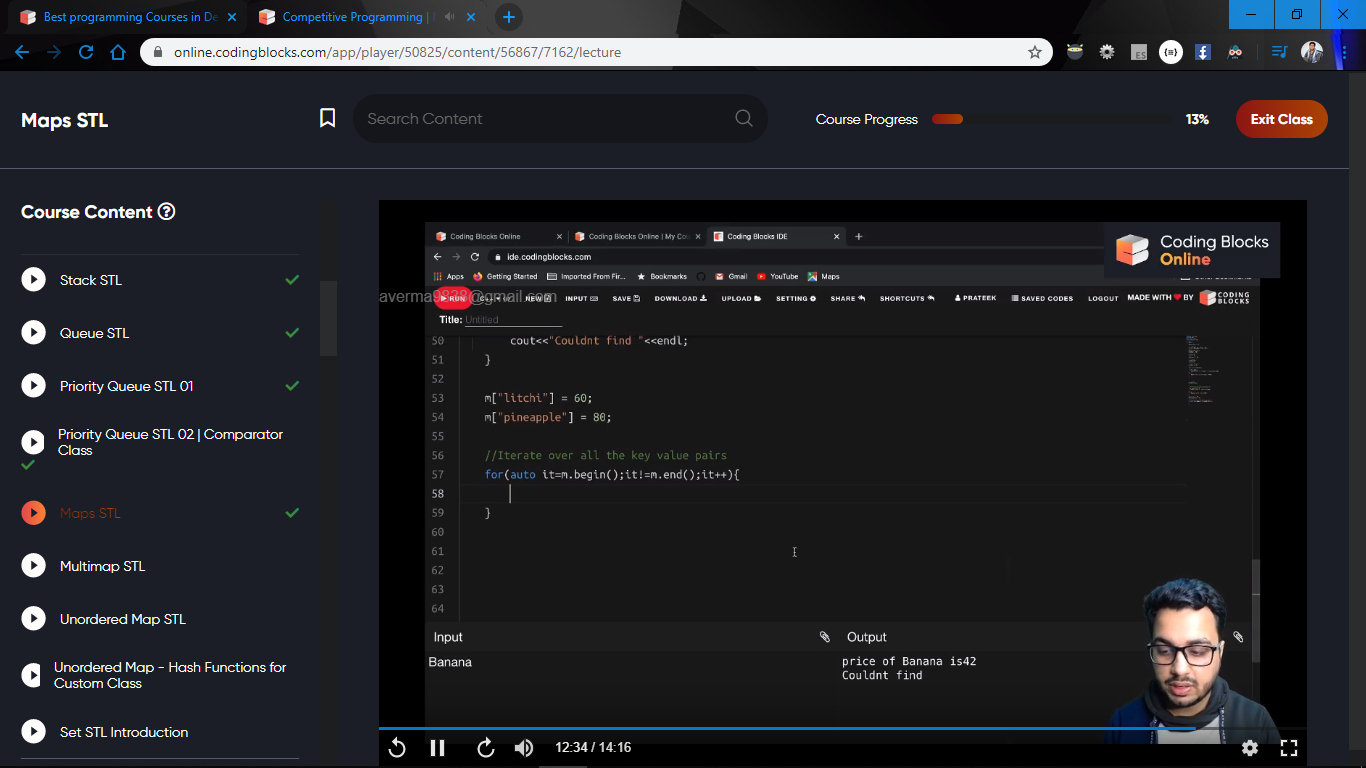 Best programming Courses in De
Competitive Programming |
online.codingblocks.com/app/player/50825/content/56867/7162/lecture
Maps STL
Search Content
Course Progress
13%
Exit Class
Course Content
Stack STL
Queue STL
Priority Queue STL 01
Priority Queue STL 02 | Comparator
Class
Maps STL
Multimap STL
Unordered Map STL
Unordered Map - Hash Functions for
Custom Class
Set STL Introduction
Coding Blocks Online
Coding Blocks Online | My Co
Coding Blocks IDE
ide.codingblocks.com
Apps
Getting Started
Imported From Fir...
Bookmarks
Gmail
YouTube
Maps
Coding Blocks
Online
averma9838@gmail.com
RUN
NEW
INPUT
SAVE
DOWNLOAD
UPLOAD
SETTING
SHARE
SHORTCUTS
PRATEEK
SAVED CODES
LOGOUT
MADE WITH BY
CODING
BLOCKS
Title: Untitled
50 cout<<"Couldnt find "<<endl;
51 }
52
53 m["litchi"] = 60;
54 m["pineapple"] = 80;
55
56 //Iterate over all the key value pairs
57 for(auto it=m.begin();it!=m.end();it++){
58
59 }
60
61
62
63
64
Input
Banana
Output
price of Banana is42
Couldnt find
12:34 / 14:16